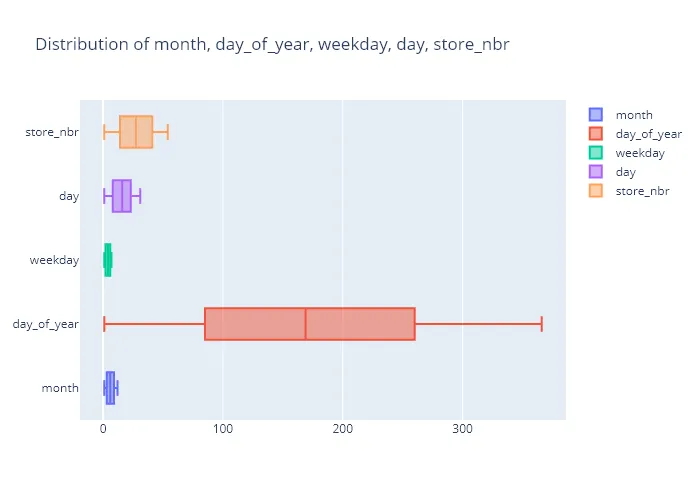 Distribution of month, day_of_year, weekday, day, store_nbr
store_nbr
day
weekday
day_of_year
month
0
100
200
300
month
day_of_year
weekday
day
store_nbr